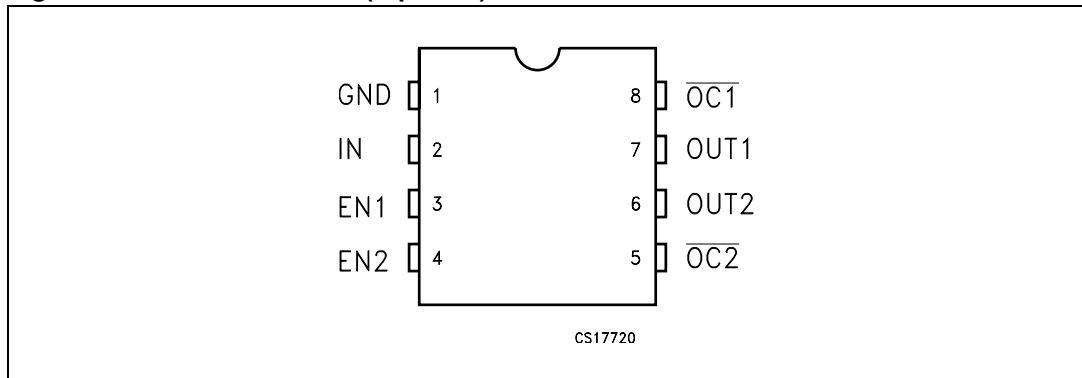 GND 1 8 OC1
IN 2 7 OUT1
EN1 3 6 OUT2
EN2 4 5 OC2
CS17720